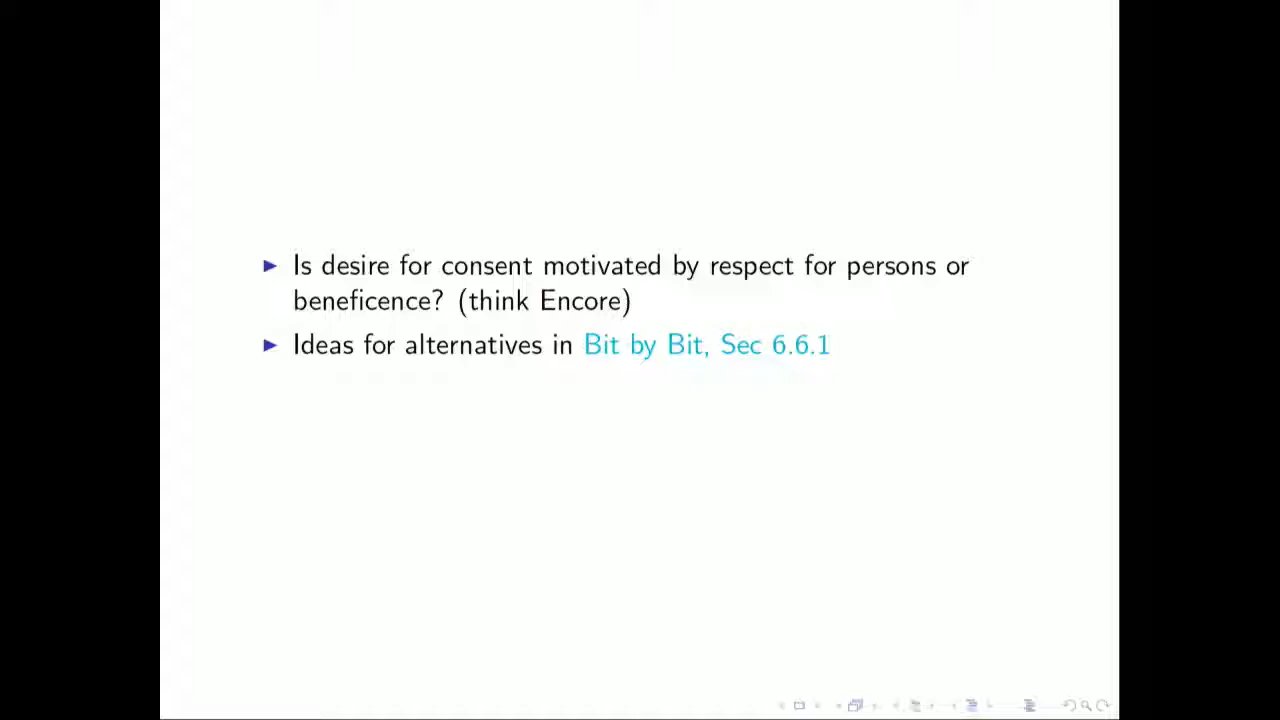 ▶ Is desire for consent motivated by respect for persons or
beneficence? (think Encore)
▶ Ideas for alternatives in Bit by Bit, Sec 6.6.1